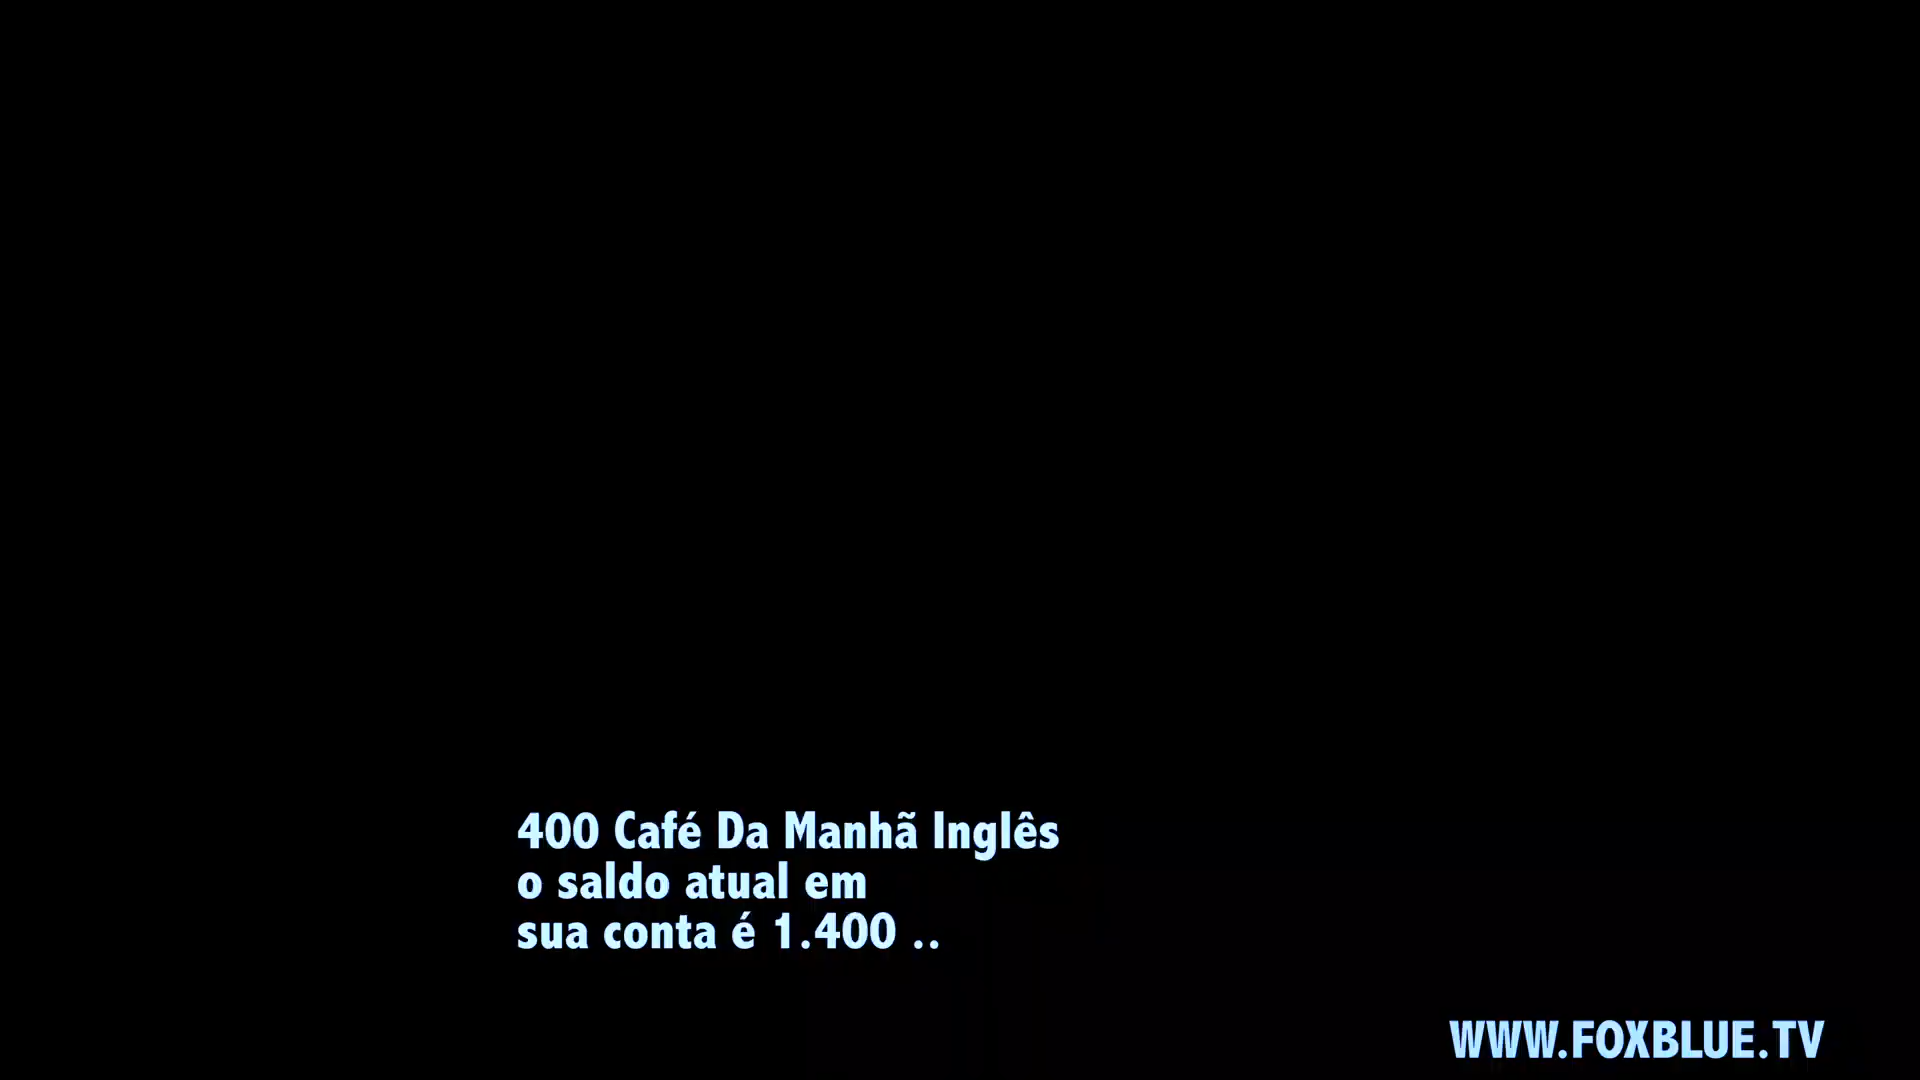 400 Café Da Manhã Inglês
o saldo atual em
sua conta é 1.400 ..
WWW.FOXBLUE.TV